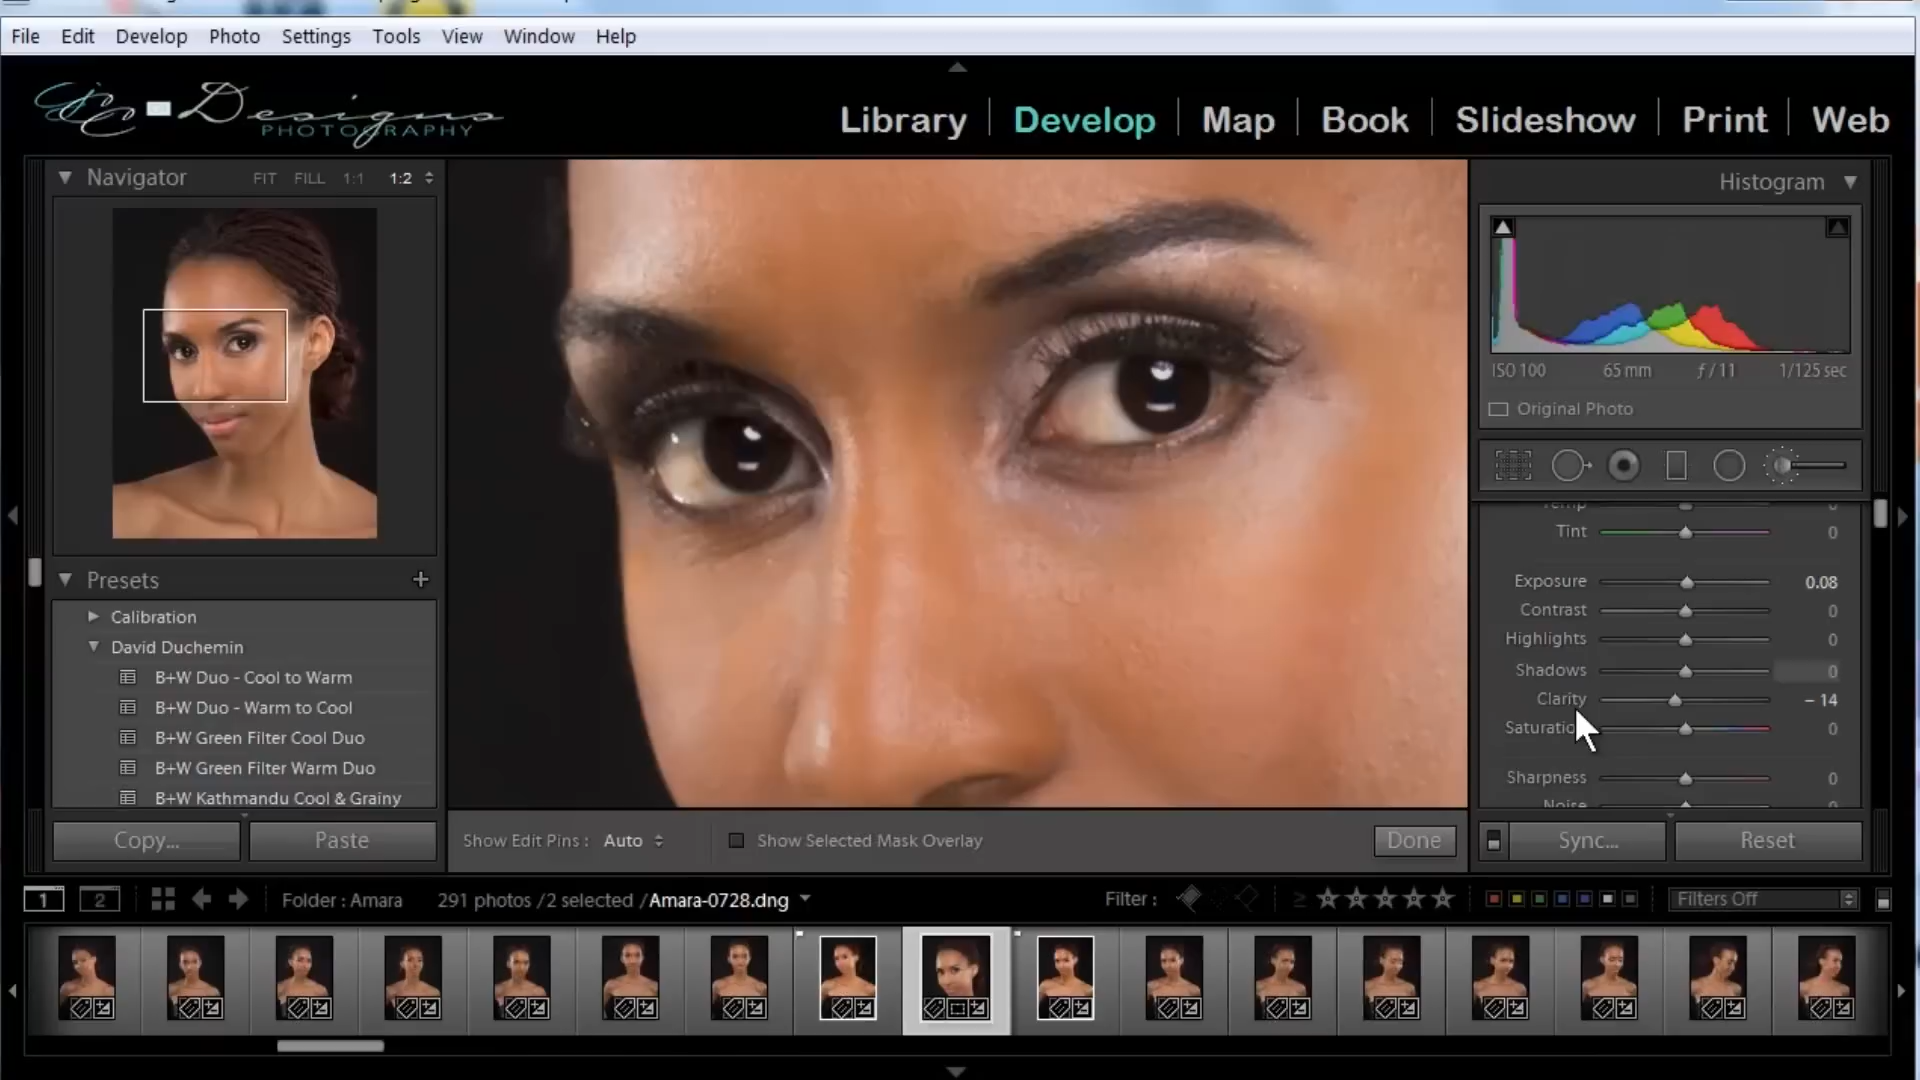 File Edit Develop Photo Settings Tools View Window Help
Designs
PHOTOGRAPHY
Library Develop Map Book Slideshow Print Web
Navigator FIT FILL 1:1 1:2
Histogram
ISO 100 65 mm ƒ/11 1/125 sec
Original Photo
Temp 0
Tint 0
Exposure 0.08
Contrast 0
Highlights 0
Shadows 0
Clarity – 14
Saturatio 0
Sharpness 0
Noise 0
Presets +
Calibration
David Duchemin
B+W Duo - Cool to Warm
B+W Duo - Warm to Cool
B+W Green Filter Cool Duo
B+W Green Filter Warm Duo
B+W Kathmandu Cool & Grainy
Copy... Paste
Show Edit Pins : Auto Show Selected Mask Overlay Done
Sync... Reset
1 2 Folder : Amara 291 photos /2 selected /Amara-0728.dng Filter : ≥ Filters Off